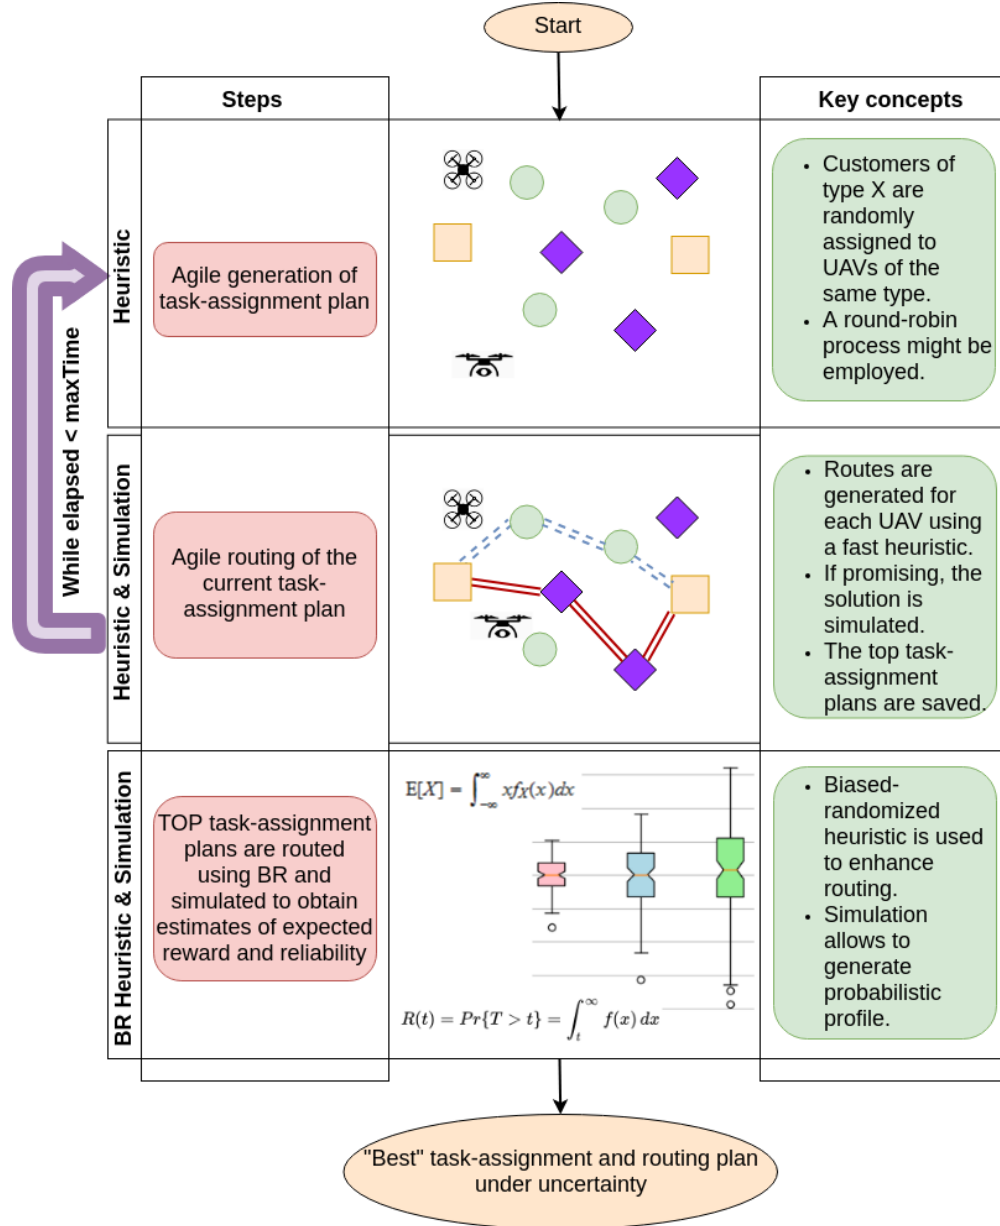 Start
Steps
Key concepts
Heuristic
Agile generation of
task-assignment plan
• Customers of
type X are
randomly
assigned to
UAVs of the
same type.
• A round-robin
process might be
employed.
While elapsed < maxTime
Heuristic & Simulation
Agile routing of the
current task-
assignment plan
• Routes are
generated for
each UAV using
a fast heuristic.
• If promising, the
solution is
simulated.
• The top task-
assignment
plans are saved.
BR Heuristic & Simulation
TOP task-assignment
plans are routed
using BR and
simulated to obtain
estimates of expected
reward and reliability
E[X] = ∫_{-∞}^{∞} xf_X(x)dx
R(t) = Pr{T > t} = ∫_t^∞ f(x) dx
• Biased-
randomized
heuristic is used
to enhance
routing.
• Simulation
allows to
generate
probabilistic
profile.
"Best" task-assignment and routing plan
under uncertainty